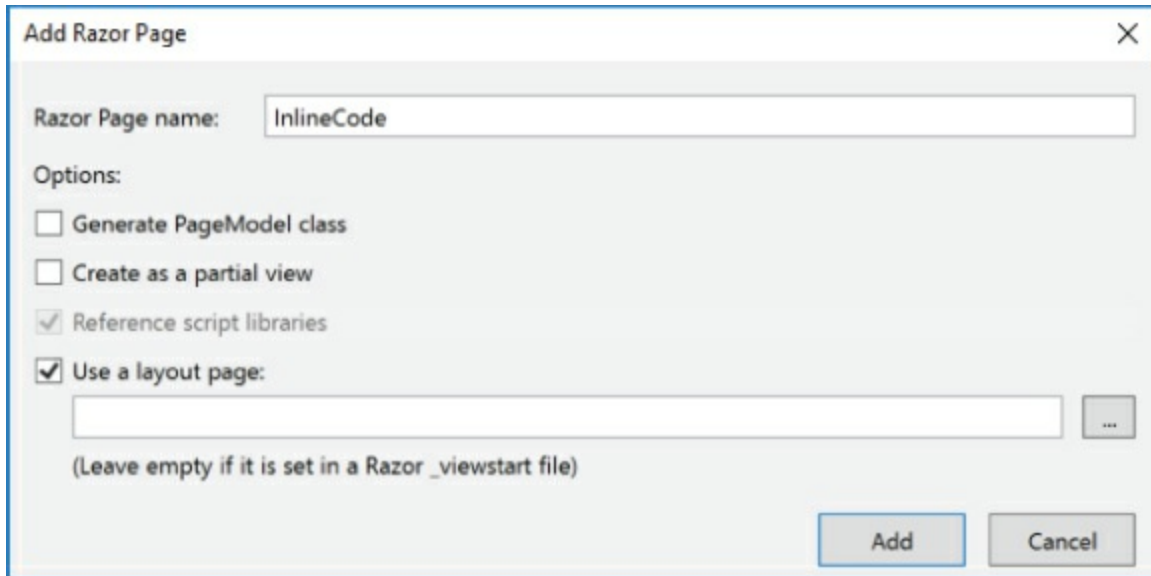 Add Razor Page
Razor Page name: InlineCode
Options:
Generate PageModel class
Create as a partial view
Reference script libraries
Use a layout page:
...
(Leave empty if it is set in a Razor _viewstart file)
Add Cancel